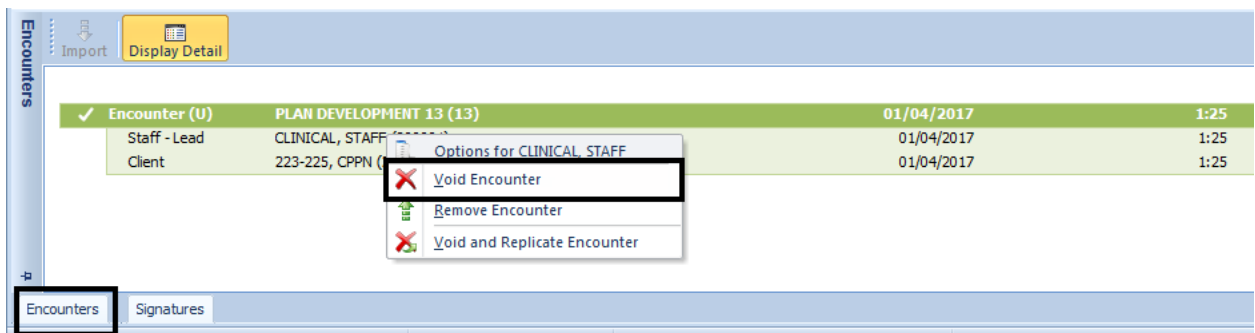 Encounters
Import
Display Detail
Encounter (U) PLAN DEVELOPMENT 13 (13) 01/04/2017 1:25
Staff - Lead CLINICAL, STAFF 01/04/2017 1:25
Client 223-225, CPPN ( 01/04/2017 1:25
Options for CLINICAL, STAFF
Void Encounter
Remove Encounter
Void and Replicate Encounter
Encounters
Signatures